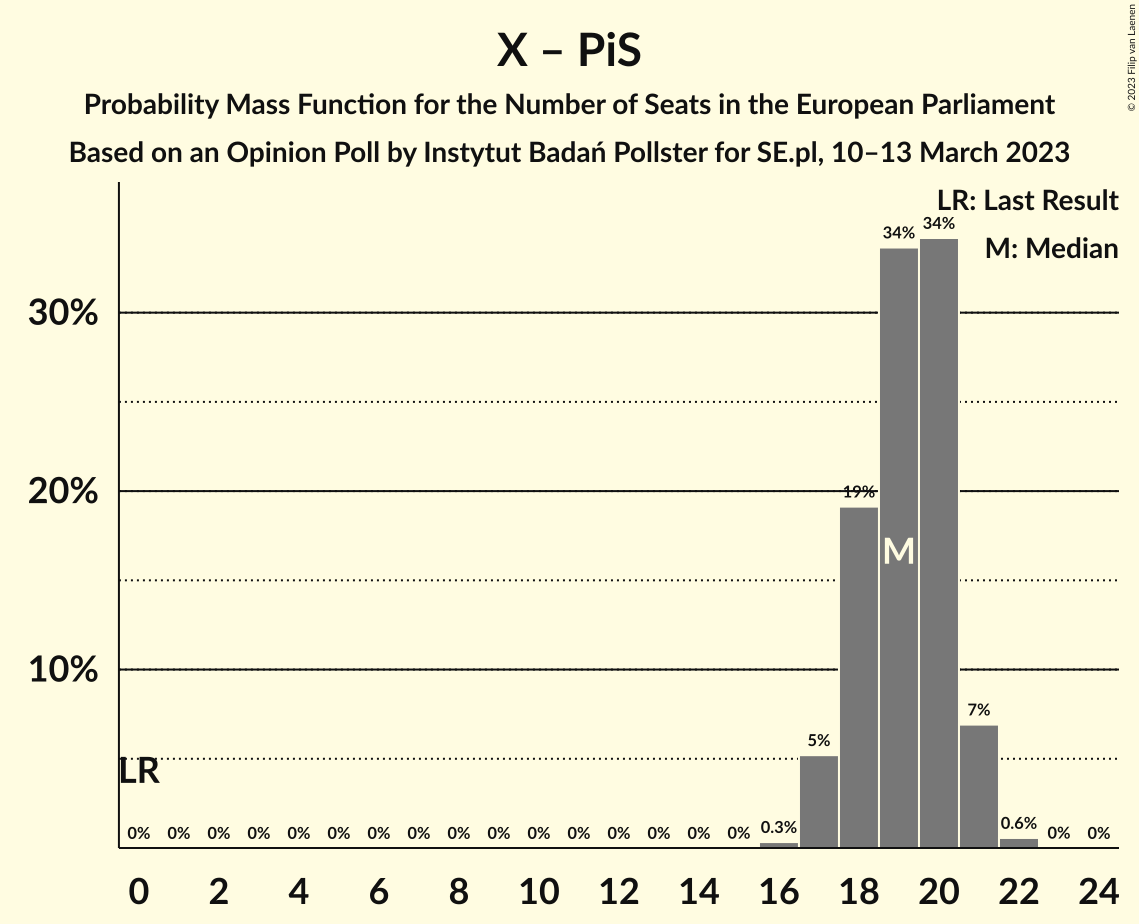 X – PiS
Probability Mass Function for the Number of Seats in the European Parliament
Based on an Opinion Poll by Instytut Badań Pollster for SE.pl, 10–13 March 2023
© 2023 Filip van Laenen
LR: Last Result
M: Median
34% 34%
30%
20%
19%
M
10%
7%
5%
LR
0% 0% 0% 0% 0% 0% 0% 0% 0% 0% 0% 0% 0% 0% 0% 0% 0.3% 0.6% 0% 0%
0 2 4 6 8 10 12 14 16 18 20 22 24